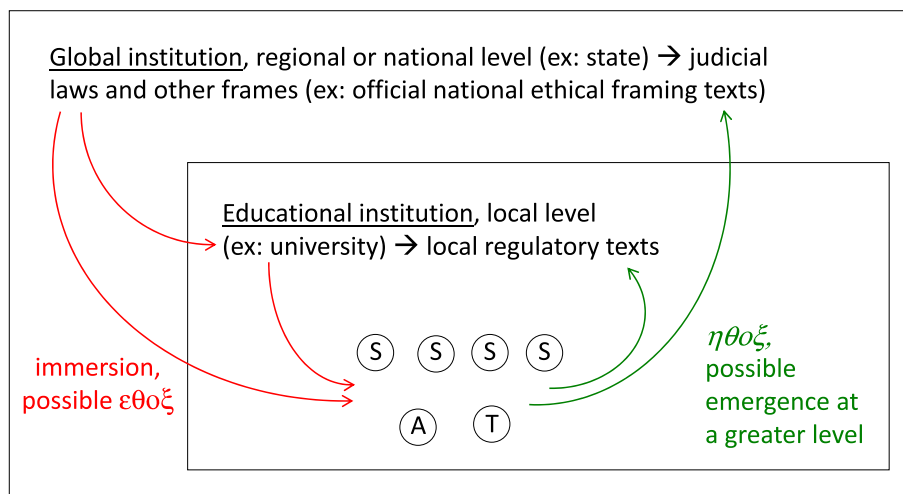 Global institution, regional or national level (ex: state) → judicial
laws and other frames (ex: official national ethical framing texts)
Educational institution, local level
(ex: university) → local regulatory texts
S S S S
A T
immersion,
possible εθοξ
ηθοξ,
possible
emergence at
a greater level